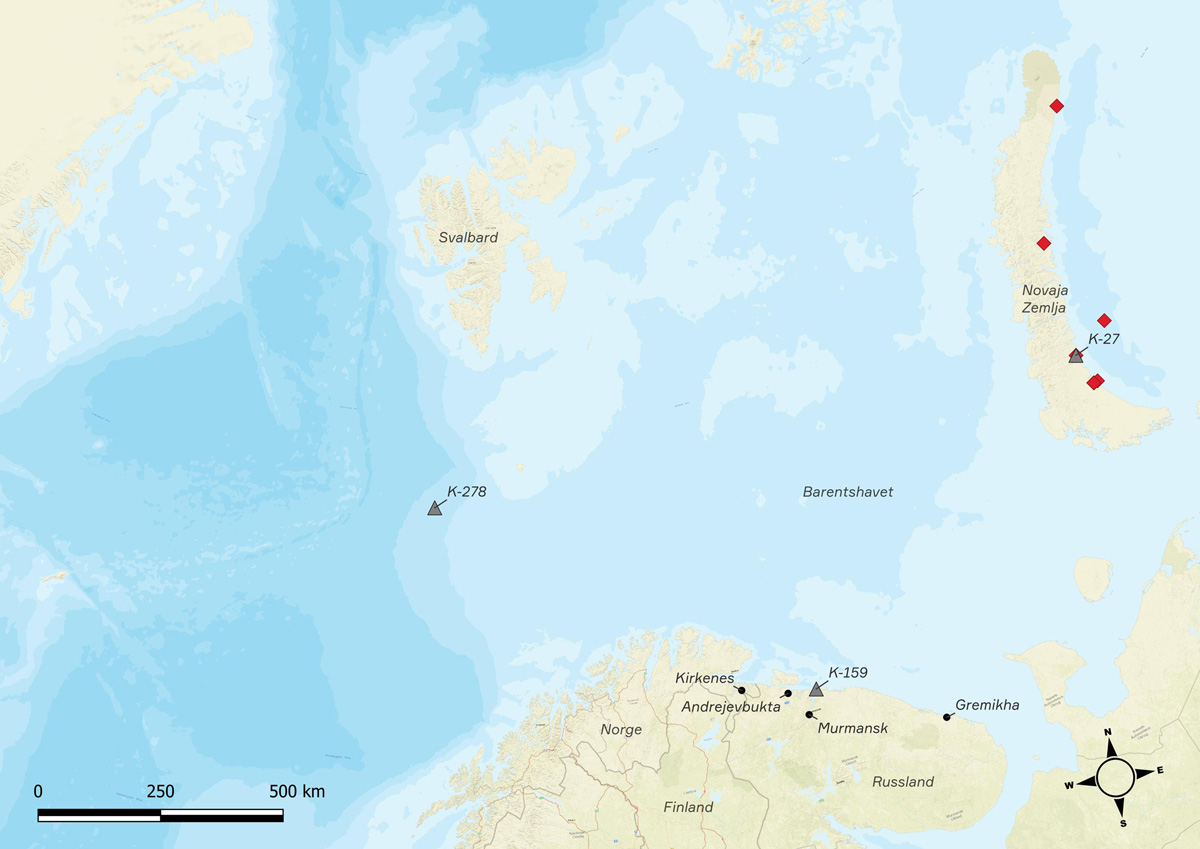 Svalbard
Novaja
Zemlja
K-27
K-278
Barentshavet
K-159
Kirkenes
Andrejevbukta
Gremikha
Murmansk
Norge
Russland
Finland
0 250 500 km
N
W E
S